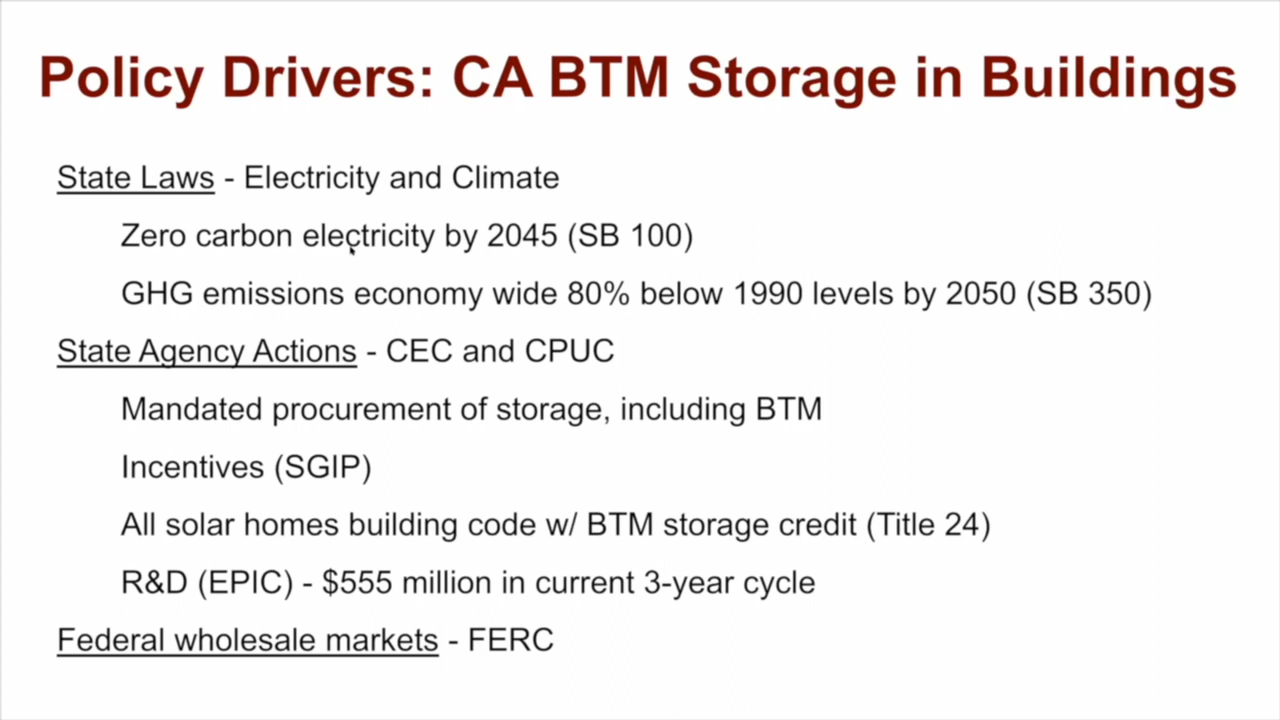 Policy Drivers: CA BTM Storage in Buildings
State Laws - Electricity and Climate
Zero carbon electricity by 2045 (SB 100)
GHG emissions economy wide 80% below 1990 levels by 2050 (SB 350)
State Agency Actions - CEC and CPUC
Mandated procurement of storage, including BTM
Incentives (SGIP)
All solar homes building code w/ BTM storage credit (Title 24)
R&D (EPIC) - $555 million in current 3-year cycle
Federal wholesale markets - FERC